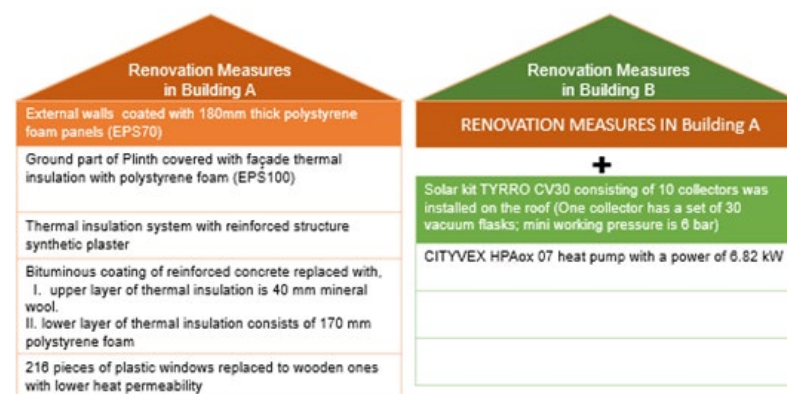 Renovation Measures
in Building A
External walls coated with 180mm thick polystyrene
foam panels (EPS70)
Ground part of Plinth covered with façade thermal
insulation with polystyrene foam (EPS100)
Thermal insulation system with reinforced structure
synthetic plaster
Bituminous coating of reinforced concrete replaced with,
I. upper layer of thermal insulation is 40 mm mineral
wool.
II. lower layer of thermal insulation consists of 170 mm
polystyrene foam
216 pieces of plastic windows replaced to wooden ones
with lower heat permeability
Renovation Measures
in Building B
RENOVATION MEASURES IN Building A
+
Solar kit TYRRO CV30 consisting of 10 collectors was
installed on the roof (One collector has a set of 30
vacuum flasks; mini working pressure is 6 bar)
CITYVEX HPAox 07 heat pump with a power of 6.82 kW